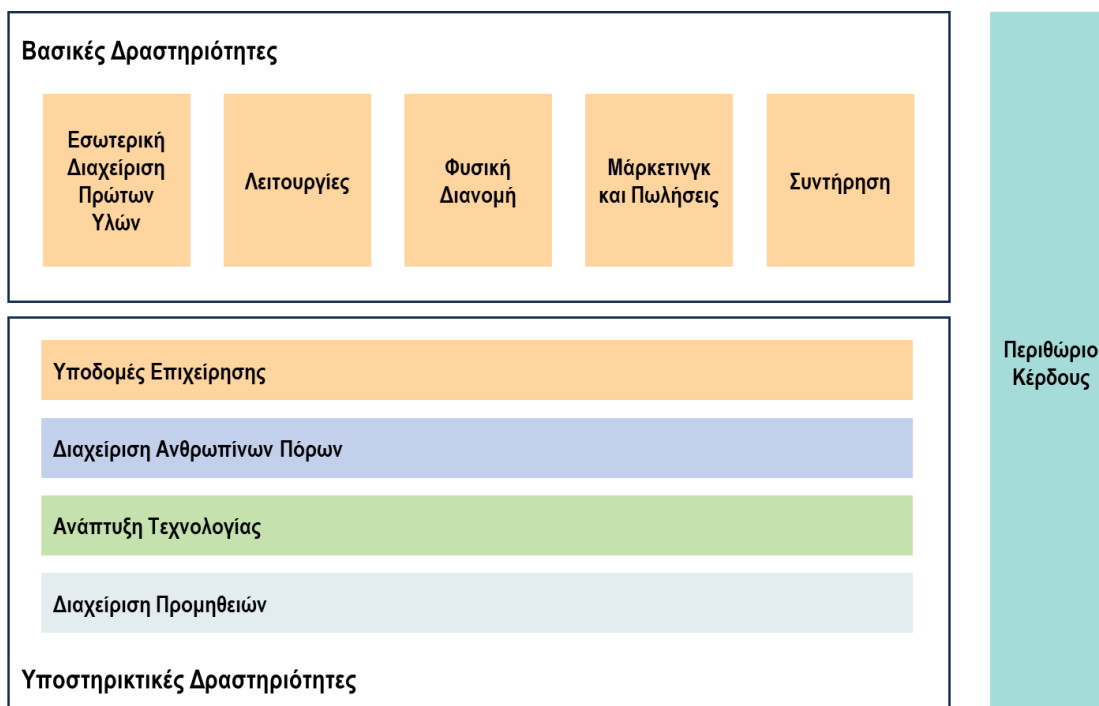 Βασικές Δραστηριότητες
Εσωτερική
Διαχείριση
Πρώτων
Υλών
Λειτουργίες
Φυσική
Διανομή
Μάρκετινγκ
και Πωλήσεις
Συντήρηση
Υποδομές Επιχείρησης
Διαχείριση Ανθρωπίνων Πόρων
Ανάπτυξη Τεχνολογίας
Διαχείριση Προμηθειών
Υποστηρικτικές Δραστηριότητες
Περιθώριο
Κέρδους